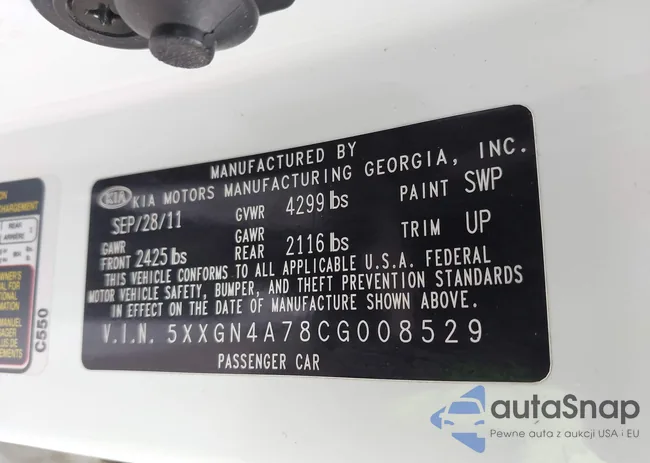 MANUFACTURED BY
KIA KIA MOTORS MANUFACTURING GEORGIA, INC.
SEP/28/11 GVWR 4299 lbs PAINT SWP
GAWR FRONT 2425 lbs GAWR REAR 2116 lbs TRIM UP
THIS VEHICLE CONFORMS TO ALL APPLICABLE U.S.A. FEDERAL
MOTOR VEHICLE SAFETY, BUMPER, AND THEFT PREVENTION STANDARDS
IN EFFECT ON THE DATE OF MANUFACTURE SHOWN ABOVE.
V.I.N. 5XXGN4A78CG008529
PASSENGER CAR
REAR
ARRIÈRE
C550
autaSnap
Pewne auta z aukcji USA i EU